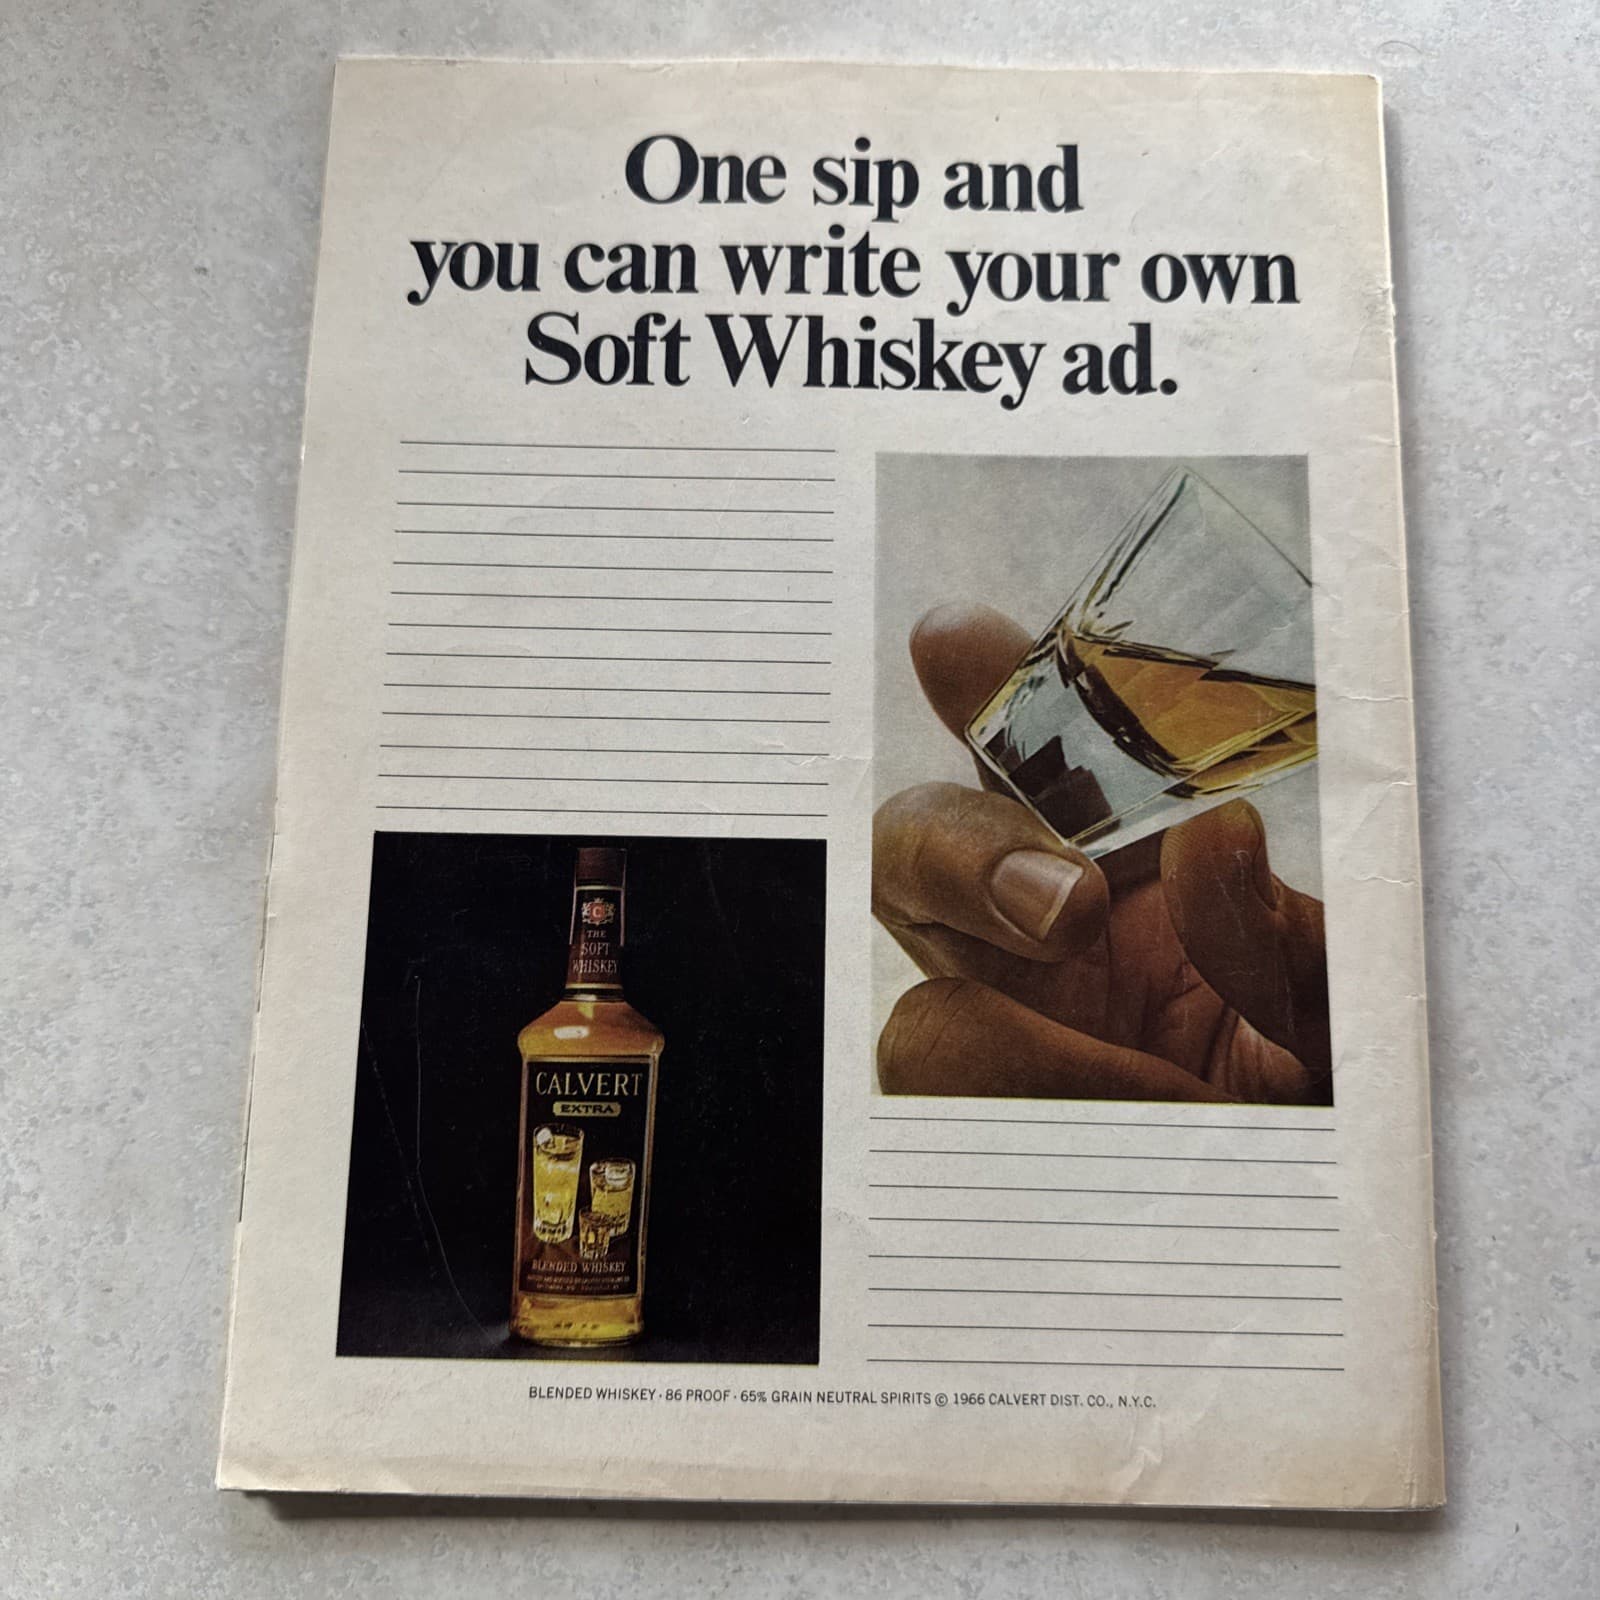 One sip and
you can write your own
Soft Whiskey ad.
C
THE
SOFT
WHISKEY
CALVERT
EXTRA
BLENDED WHISKEY
BLENDED WHISKEY · 86 PROOF · 65% GRAIN NEUTRAL SPIRITS © 1966 CALVERT DIST. CO., N.Y.C.